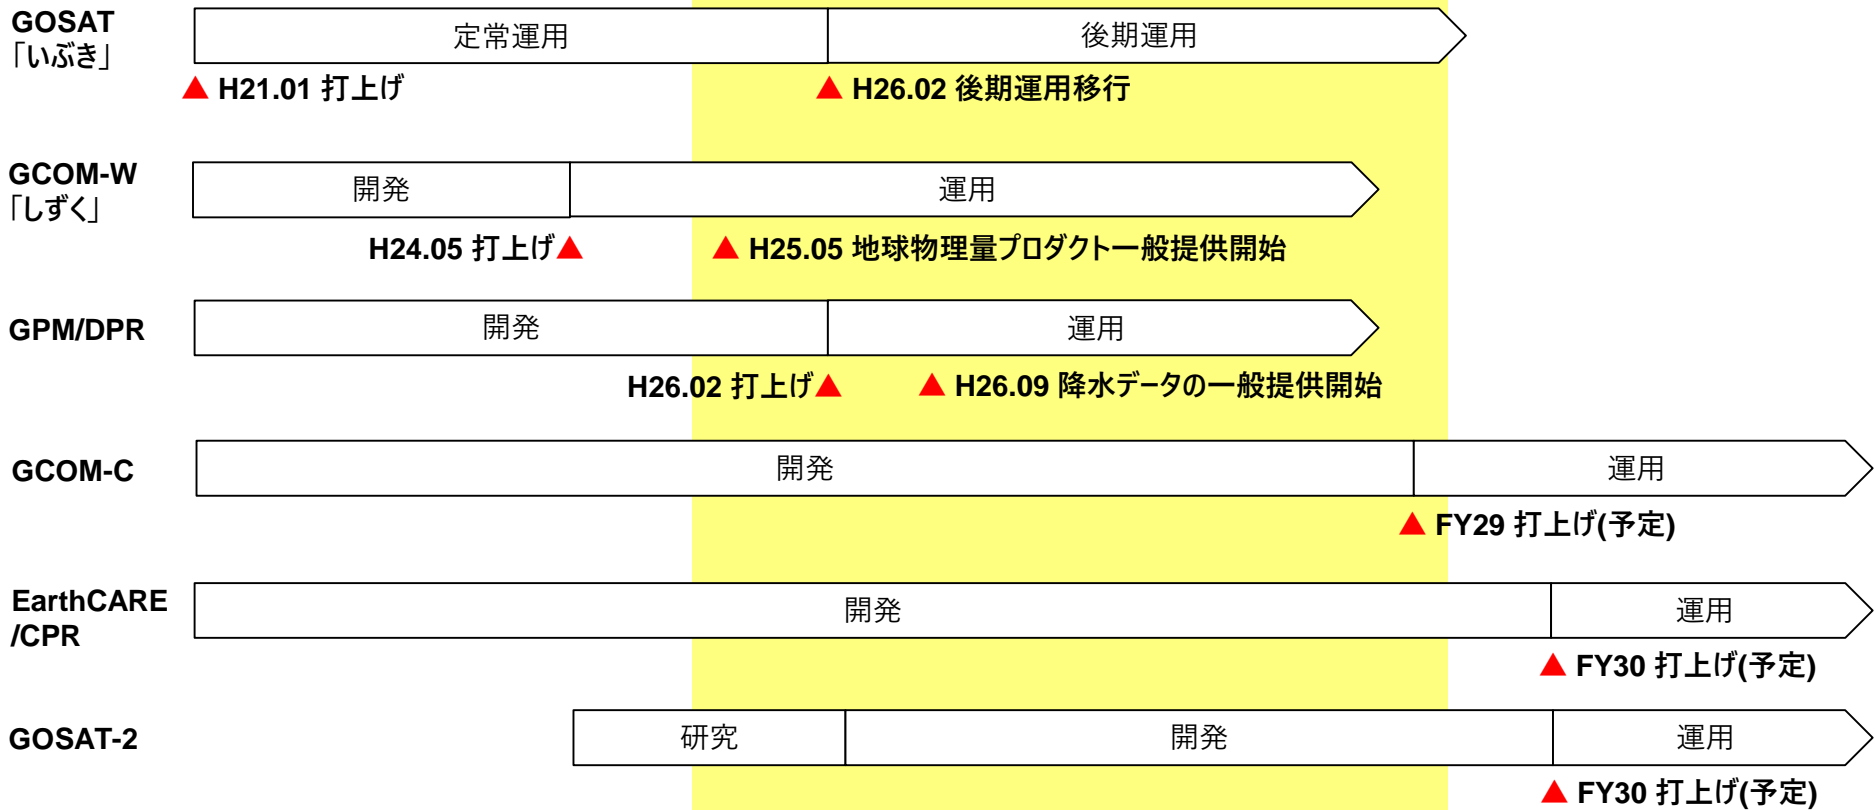 GOSAT
「いぶき」
定常運用
後期運用
▲ H21.01 打上げ
▲ H26.02 後期運用移行
GCOM-W
「しずく」
開発
運用
H24.05 打上げ▲
▲ H25.05 地球物理量プロダクト一般提供開始
GPM/DPR
開発
運用
H26.02 打上げ▲
▲ H26.09 降水データの一般提供開始
GCOM-C
開発
運用
▲ FY29 打上げ(予定)
EarthCARE
/CPR
開発
運用
▲ FY30 打上げ(予定)
GOSAT-2
研究
開発
運用
▲ FY30 打上げ(予定)